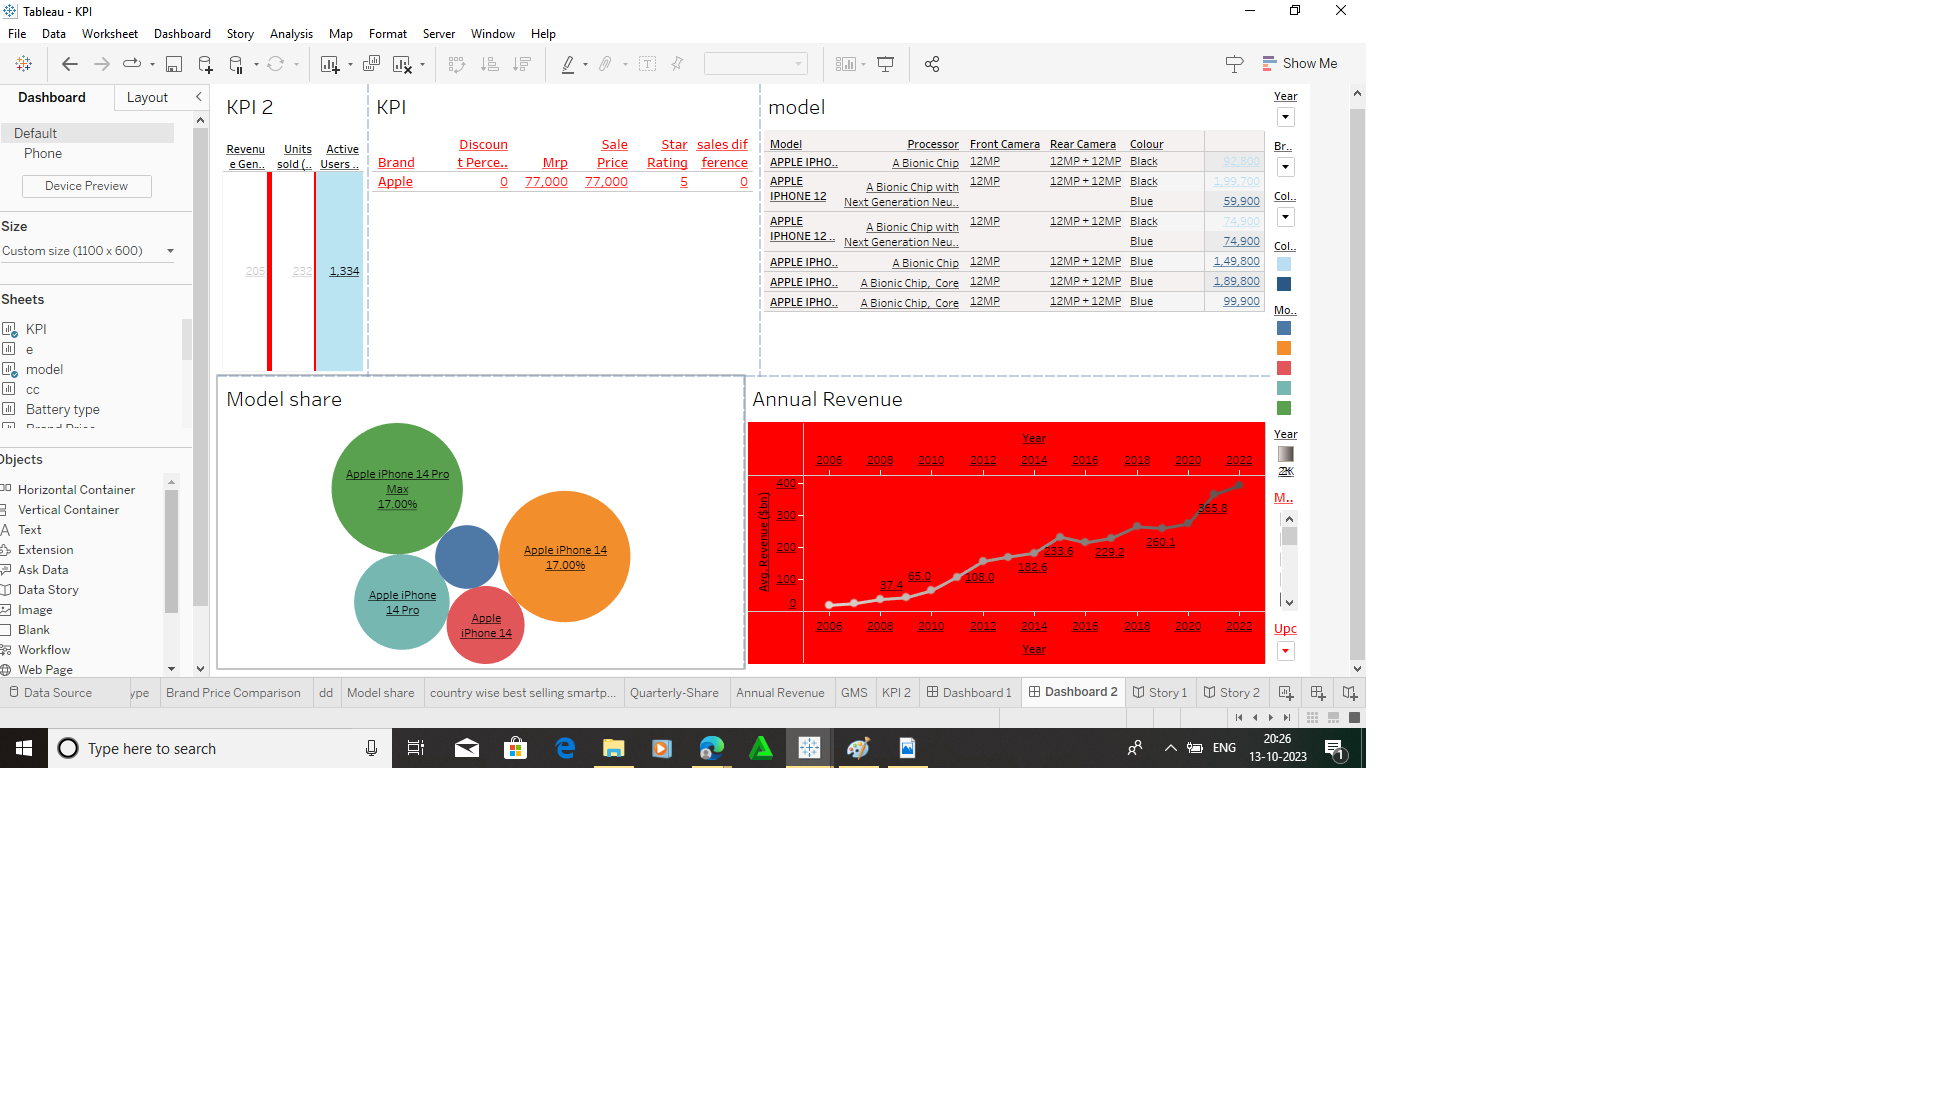 Tableau - KPI
File Data Worksheet Dashboard Story Analysis Map Format Server Window Help
Show Me
Dashboard Layout
Default
Phone
Device Preview
Size
Custom size (1100 x 600)
Sheets
KPI
e
model
cc
Battery type
Brand Price
Objects
Horizontal Container
Vertical Container
Text
Extension
Ask Data
Data Story
Image
Blank
Workflow
Web Page
KPI 2
Revenu Units Active
e Gen.. sold (.. Users ..
205 232 1,334
KPI
Discoun Sale Star sales dif
Brand t Perce.. Mrp Price Rating ference
Apple 0 77,000 77,000 5 0
model
Model Processor Front Camera Rear Camera Colour
APPLE IPHO.. A Bionic Chip 12MP 12MP + 12MP Black 92,800
APPLE A Bionic Chip with 12MP 12MP + 12MP Black 1,99,700
IPHONE 12 Next Generation Neu.. Blue 59,900
APPLE A Bionic Chip with 12MP 12MP + 12MP Black 74,900
IPHONE 12 .. Next Generation Neu.. Blue 74,900
APPLE IPHO.. A Bionic Chip 12MP 12MP + 12MP Blue 1,49,800
APPLE IPHO.. A Bionic Chip, Core 12MP 12MP + 12MP Blue 1,89,800
APPLE IPHO.. A Bionic Chip, Core 12MP 12MP + 12MP Blue 99,900
Year
Br..
Col..
Col..
Mo..
Year
M..
Upc
Model share
Apple iPhone 14 Pro
Max
17.00%
Apple iPhone 14
17.00%
Apple iPhone
14 Pro
Apple
iPhone 14
Annual Revenue
Year
2006 2008 2010 2012 2014 2016 2018 2020 2022
Avg. Revenue ($bn)
400
300
200
100
0
37.4 65.0 108.0 182.6 233.6 229.2 260.1 365.8
2006 2008 2010 2012 2014 2016 2018 2020 2022
Year
Data Source ype Brand Price Comparison dd Model share country wise best selling smartp... Quarterly-Share Annual Revenue GMS KPI 2 Dashboard 1 Dashboard 2 Story 1 Story 2
Type here to search
ENG
20:26
13-10-2023
1